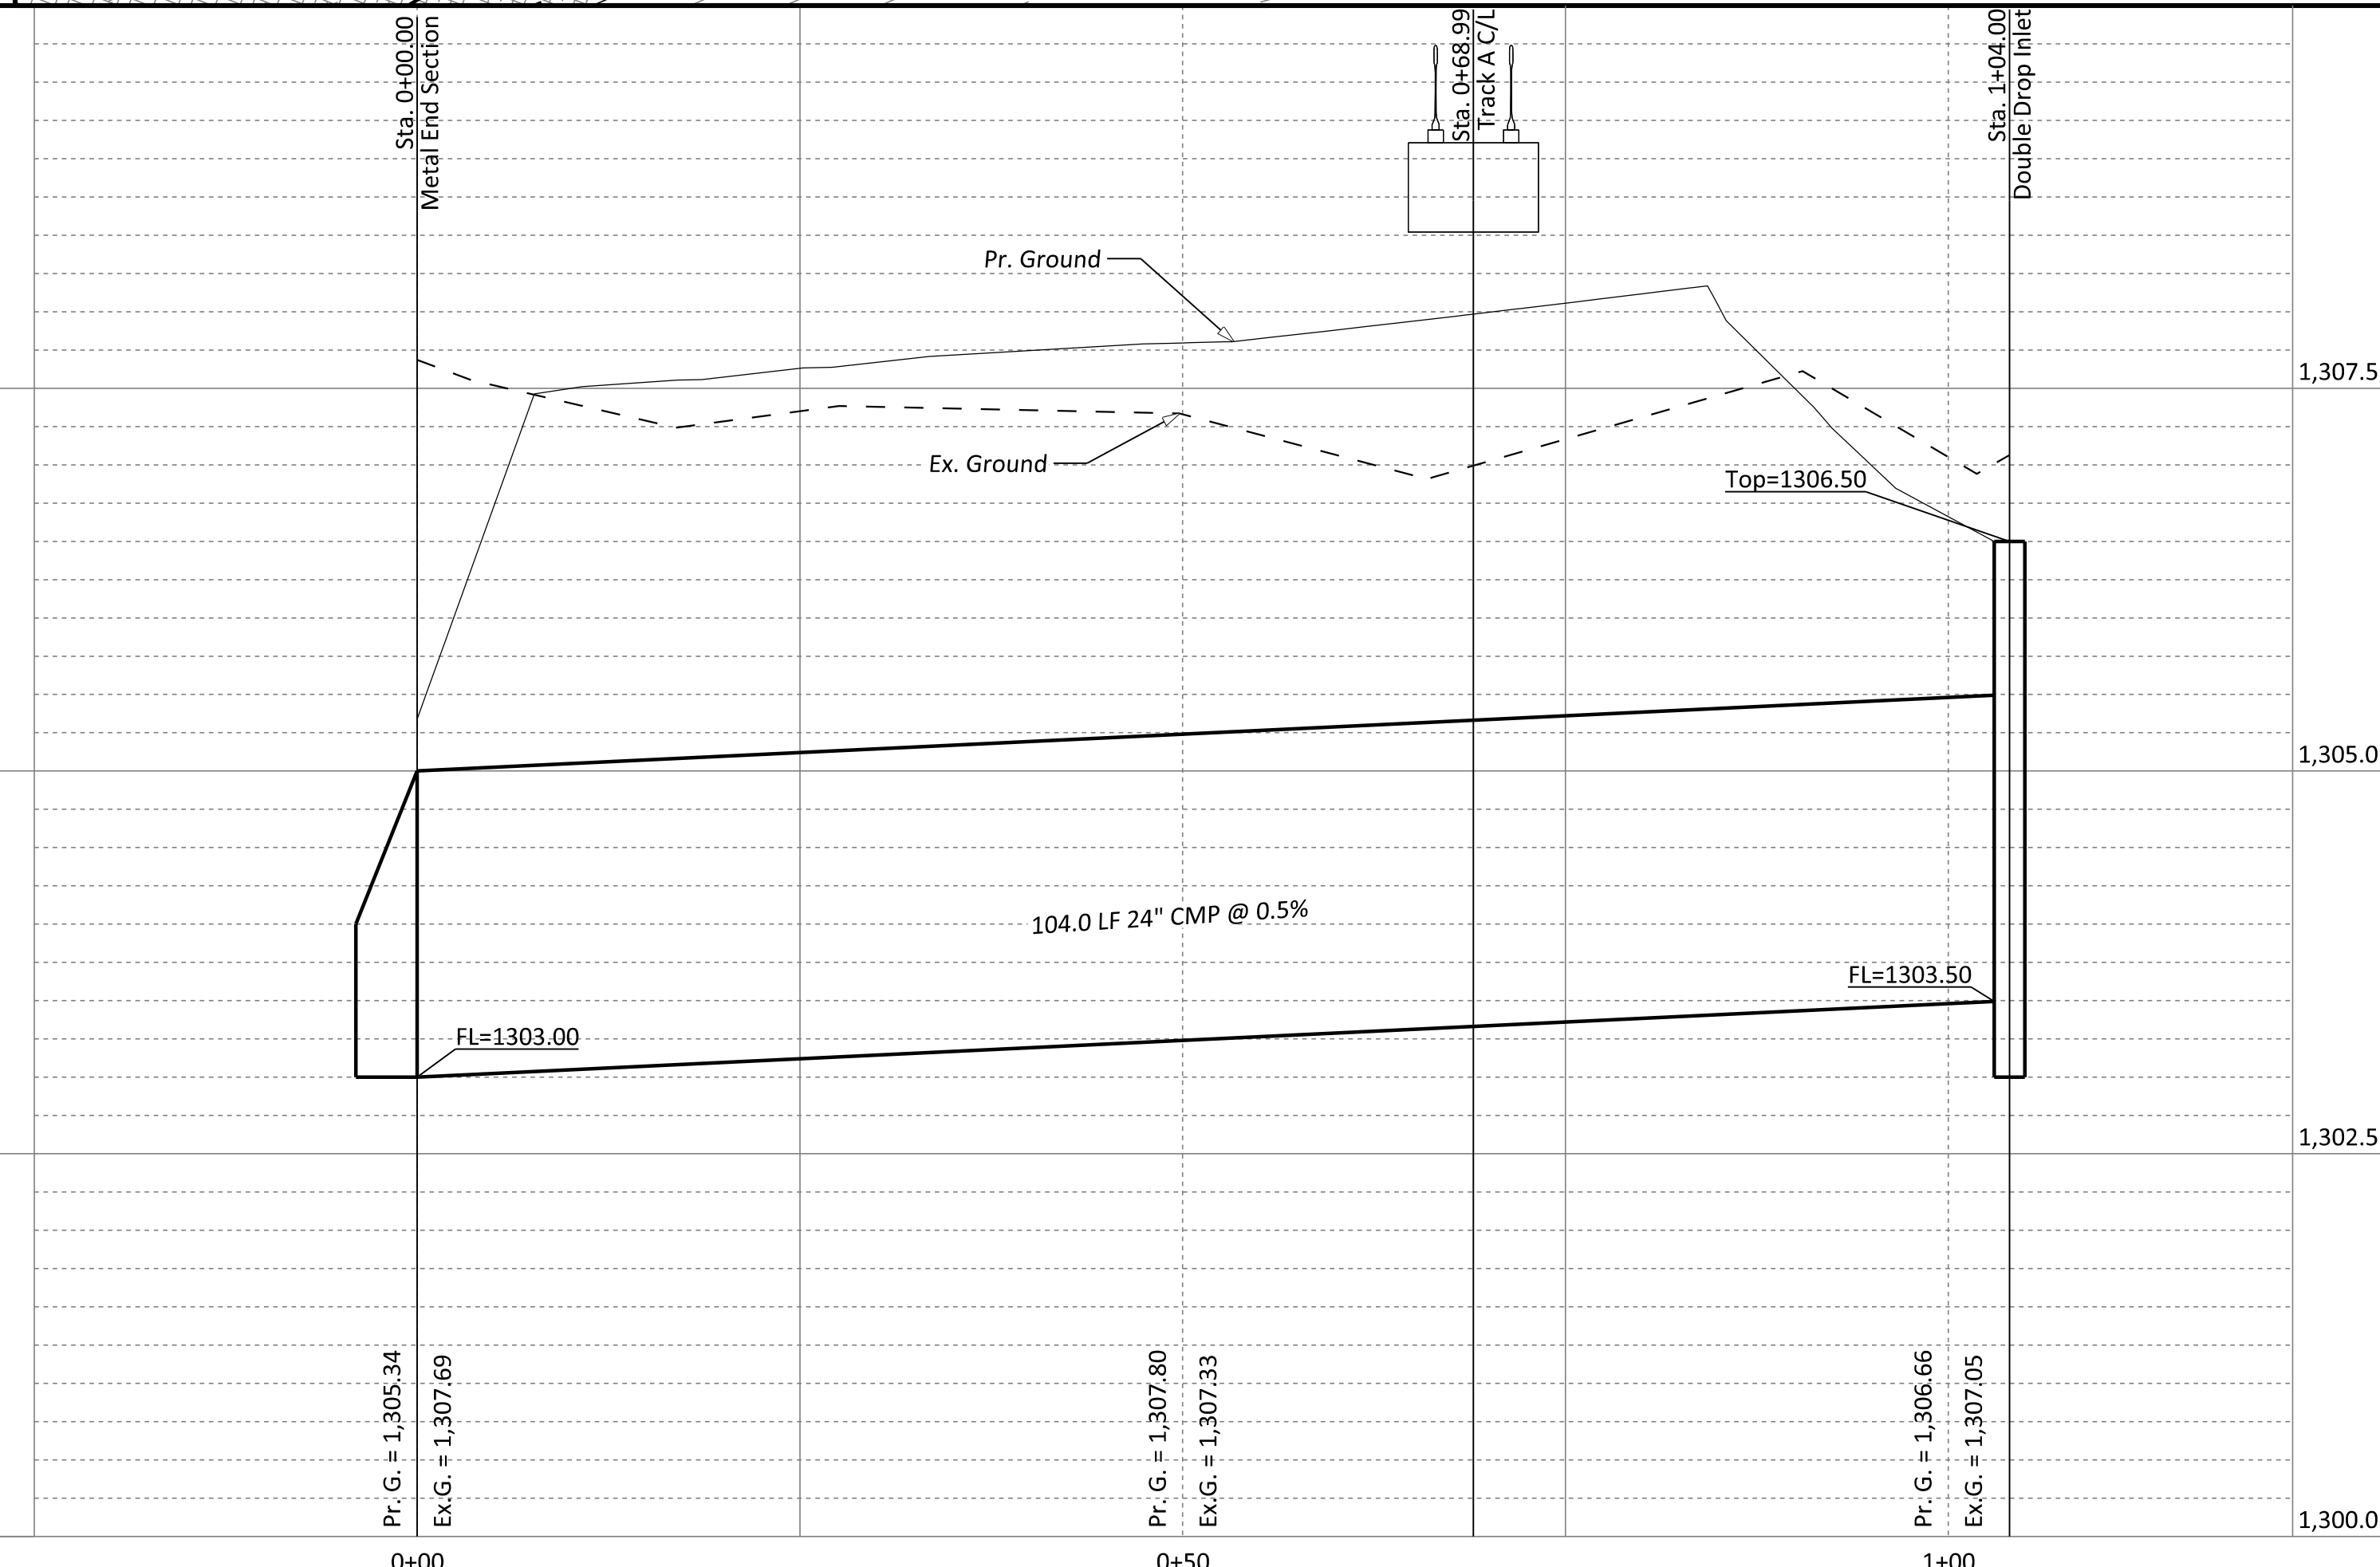 Sta. 0+00.00
Metal End Section
Sta. 0+68.99
Track A C/L
Sta. 1+04.00
Double Drop Inlet
Pr. Ground
1,307.5
Ex. Ground
Top=1306.50
1,305.0
104.0 LF 24" CMP @ 0.5%
FL=1303.50
FL=1303.00
1,302.5
Pr. G. = 1,305.34
Ex.G. = 1,307.69
Pr. G. = 1,307.80
Ex.G. = 1,307.33
Pr. G. = 1,306.66
Ex.G. = 1,307.05
1,300.0
0+00
0+50
1+00